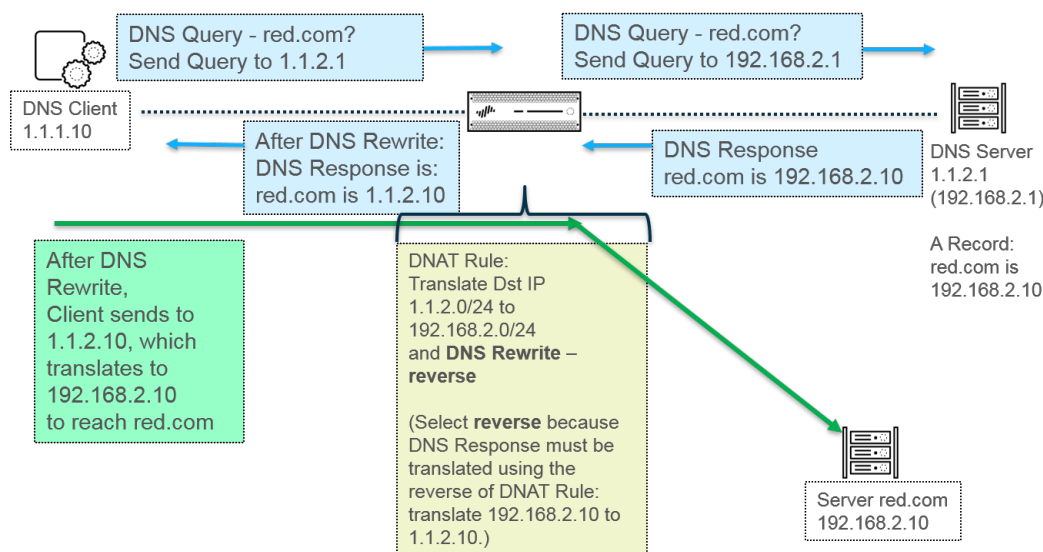 DNS Query - red.com?
Send Query to 1.1.2.1
DNS Query - red.com?
Send Query to 192.168.2.1
DNS Client
1.1.1.10
After DNS Rewrite:
DNS Response is:
red.com is 1.1.2.10
DNS Response
red.com is 192.168.2.10
DNS Server
1.1.2.1
(192.168.2.1)
A Record:
red.com is
192.168.2.10
After DNS
Rewrite,
Client sends to
1.1.2.10, which
translates to
192.168.2.10
to reach red.com
DNAT Rule:
Translate Dst IP
1.1.2.0/24 to
192.168.2.0/24
and DNS Rewrite –
reverse
(Select reverse because
DNS Response must be
translated using the
reverse of DNAT Rule:
translate 192.168.2.10 to
1.1.2.10.)
Server red.com
192.168.2.10